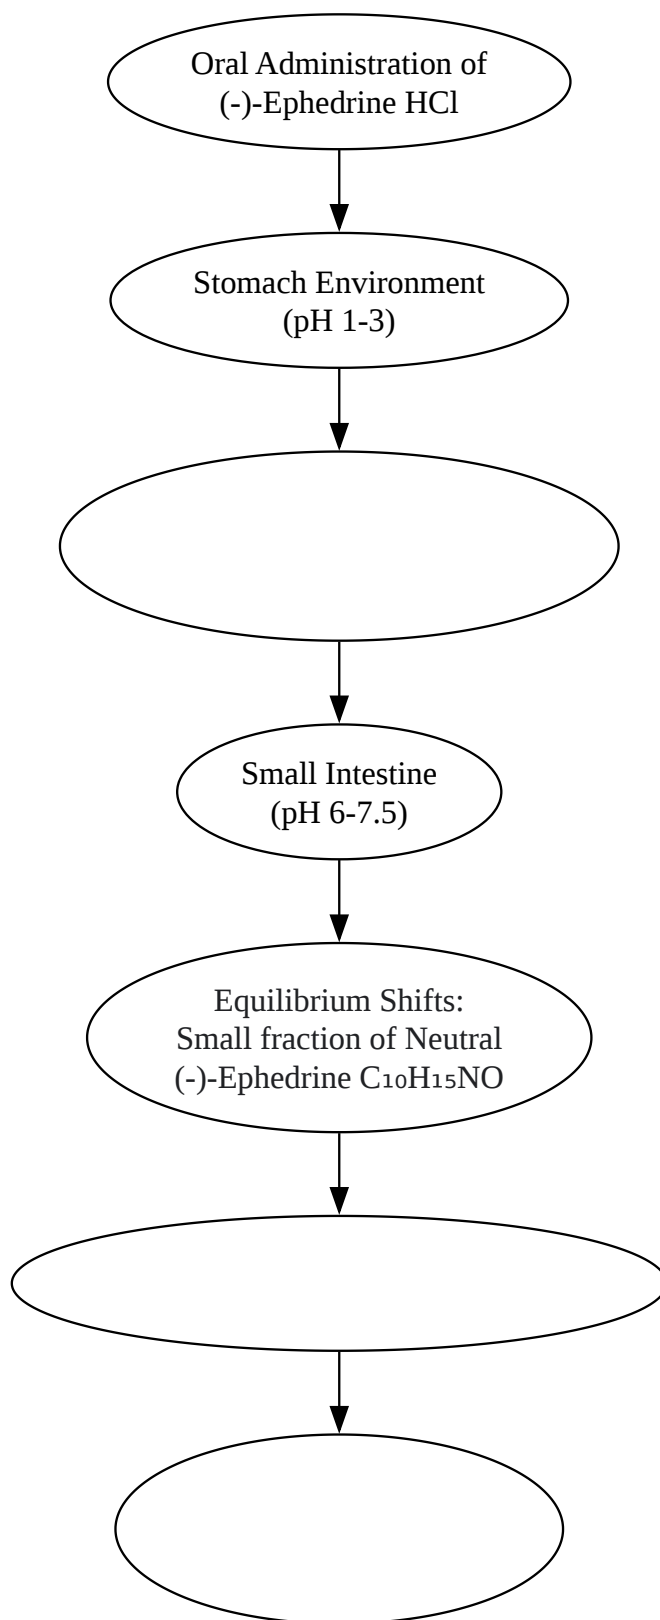 Oral Administration of
(-)-Ephedrine HCl
Stomach Environment
(pH 1-3)
Small Intestine
(pH 6-7.5)
Equilibrium Shifts:
Small fraction of Neutral
(-)-Ephedrine C₁₀H₁₅NO